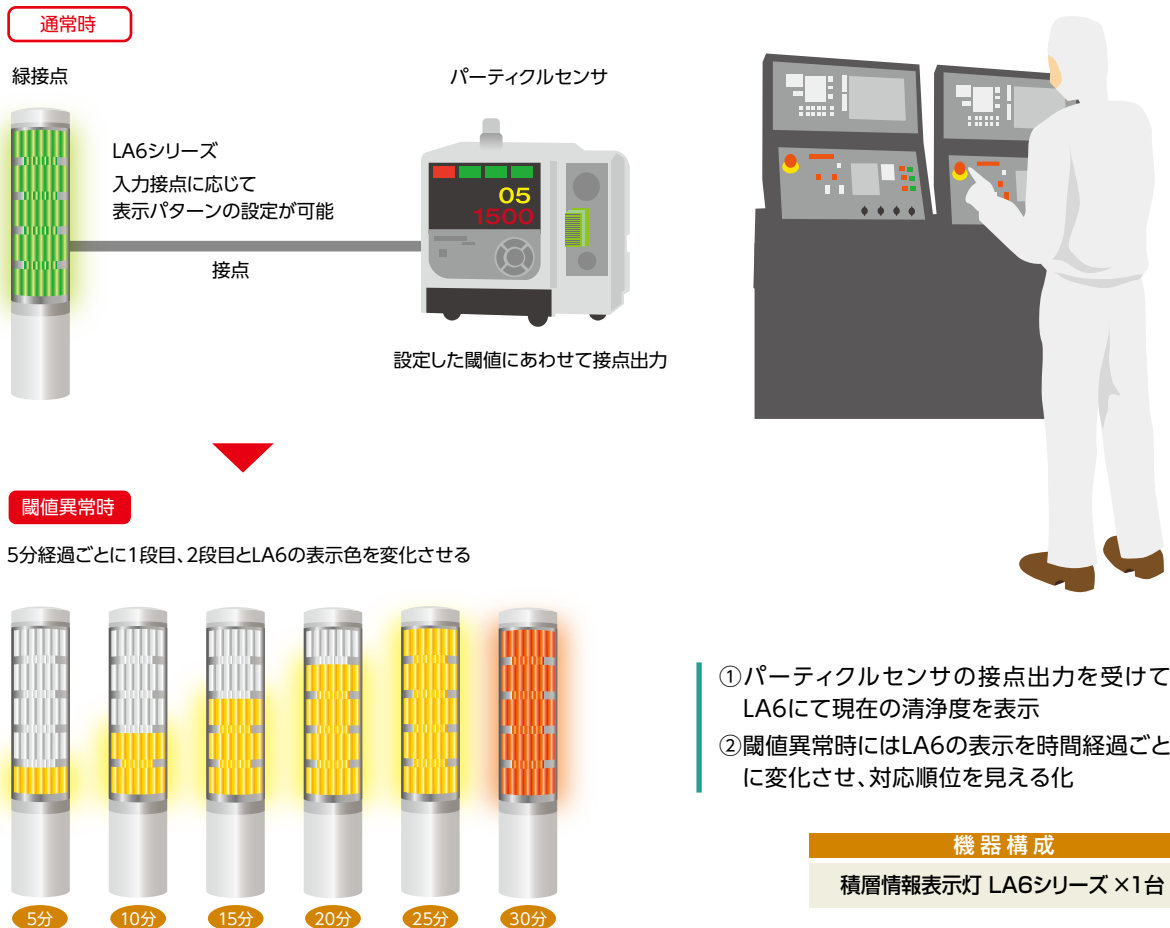 通常時
緑接点
パーティクルセンサ
LA6シリーズ
入力接点に応じて
表示パターンの設定が可能
05
1500
接点
設定した閾値にあわせて接点出力
閾値異常時
5分経過ごとに1段目、2段目とLA6の表示色を変化させる
5分
10分
15分
20分
25分
30分
①パーティクルセンサの接点出力を受けて
LA6にて現在の清浄度を表示
②閾値異常時にはLA6の表示を時間経過ごと
に変化させ、対応順位を見える化
機器構成
積層情報表示灯 LA6シリーズ ×1台